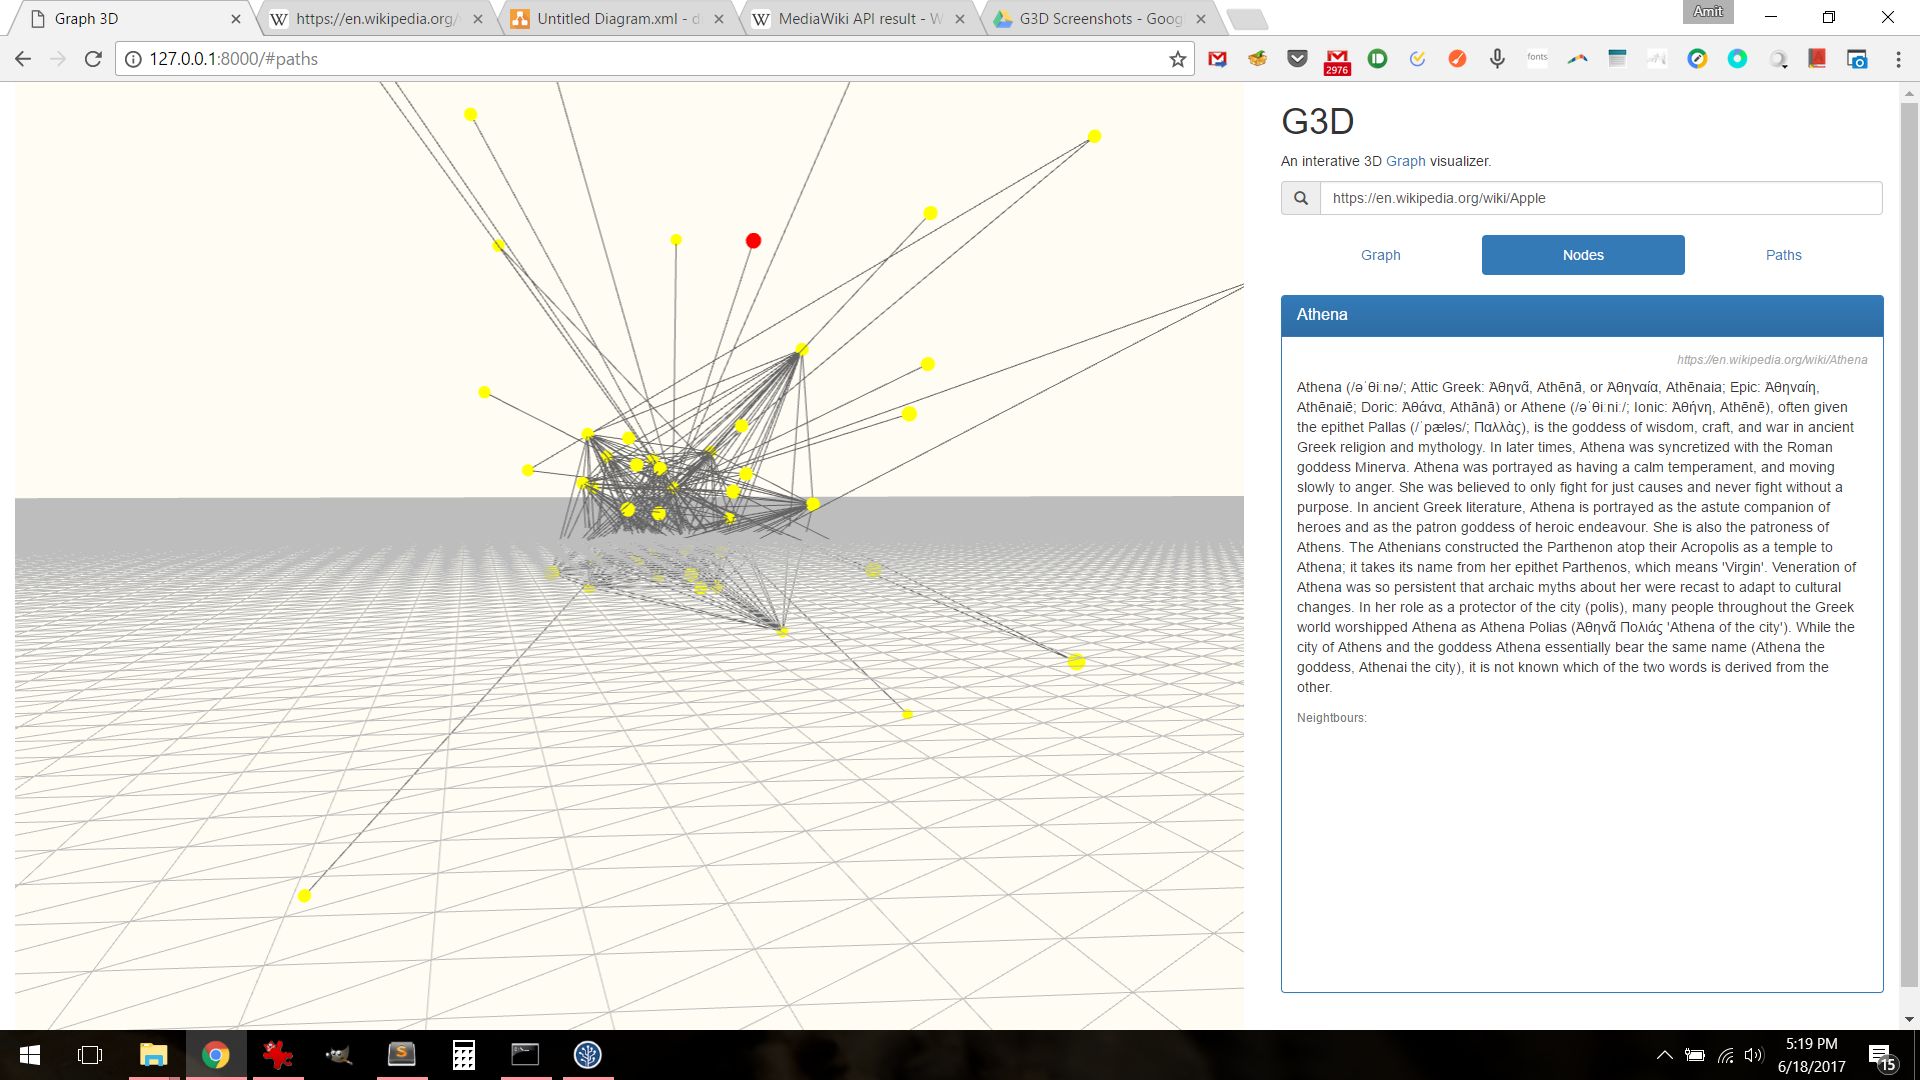 Graph 3D
https://en.wikipedia.org/
Untitled Diagram.xml - d
MediaWiki API result - W
G3D Screenshots - Goog
Amit
127.0.0.1:8000/#paths
2976
fonts
G3D
An interative 3D Graph visualizer.
https://en.wikipedia.org/wiki/Apple
Graph
Nodes
Paths
Athena
https://en.wikipedia.org/wiki/Athena
Athena (/əˈθiːnə/; Attic Greek: Ἀθηνᾶ, Athēnā, or Ἀθηναία, Athēnaia; Epic: Ἀθηναίη,
Athēnaiē; Doric: Ἀθάνα, Athānā) or Athene (/əˈθiːniː/; Ionic: Ἀθήνη, Athēnē), often given
the epithet Pallas (/ˈpæləs/; Παλλὰς), is the goddess of wisdom, craft, and war in ancient
Greek religion and mythology. In later times, Athena was syncretized with the Roman
goddess Minerva. Athena was portrayed as having a calm temperament, and moving
slowly to anger. She was believed to only fight for just causes and never fight without a
purpose. In ancient Greek literature, Athena is portrayed as the astute companion of
heroes and as the patron goddess of heroic endeavour. She is also the patroness of
Athens. The Athenians constructed the Parthenon atop their Acropolis as a temple to
Athena; it takes its name from her epithet Parthenos, which means 'Virgin'. Veneration of
Athena was so persistent that archaic myths about her were recast to adapt to cultural
changes. In her role as a protector of the city (polis), many people throughout the Greek
world worshipped Athena as Athena Polias (Ἀθηνᾶ Πολιάς 'Athena of the city'). While the
city of Athens and the goddess Athena essentially bear the same name (Athena the
goddess, Athenai the city), it is not known which of the two words is derived from the
other.
Neightbours:
5:19 PM
6/18/2017
15